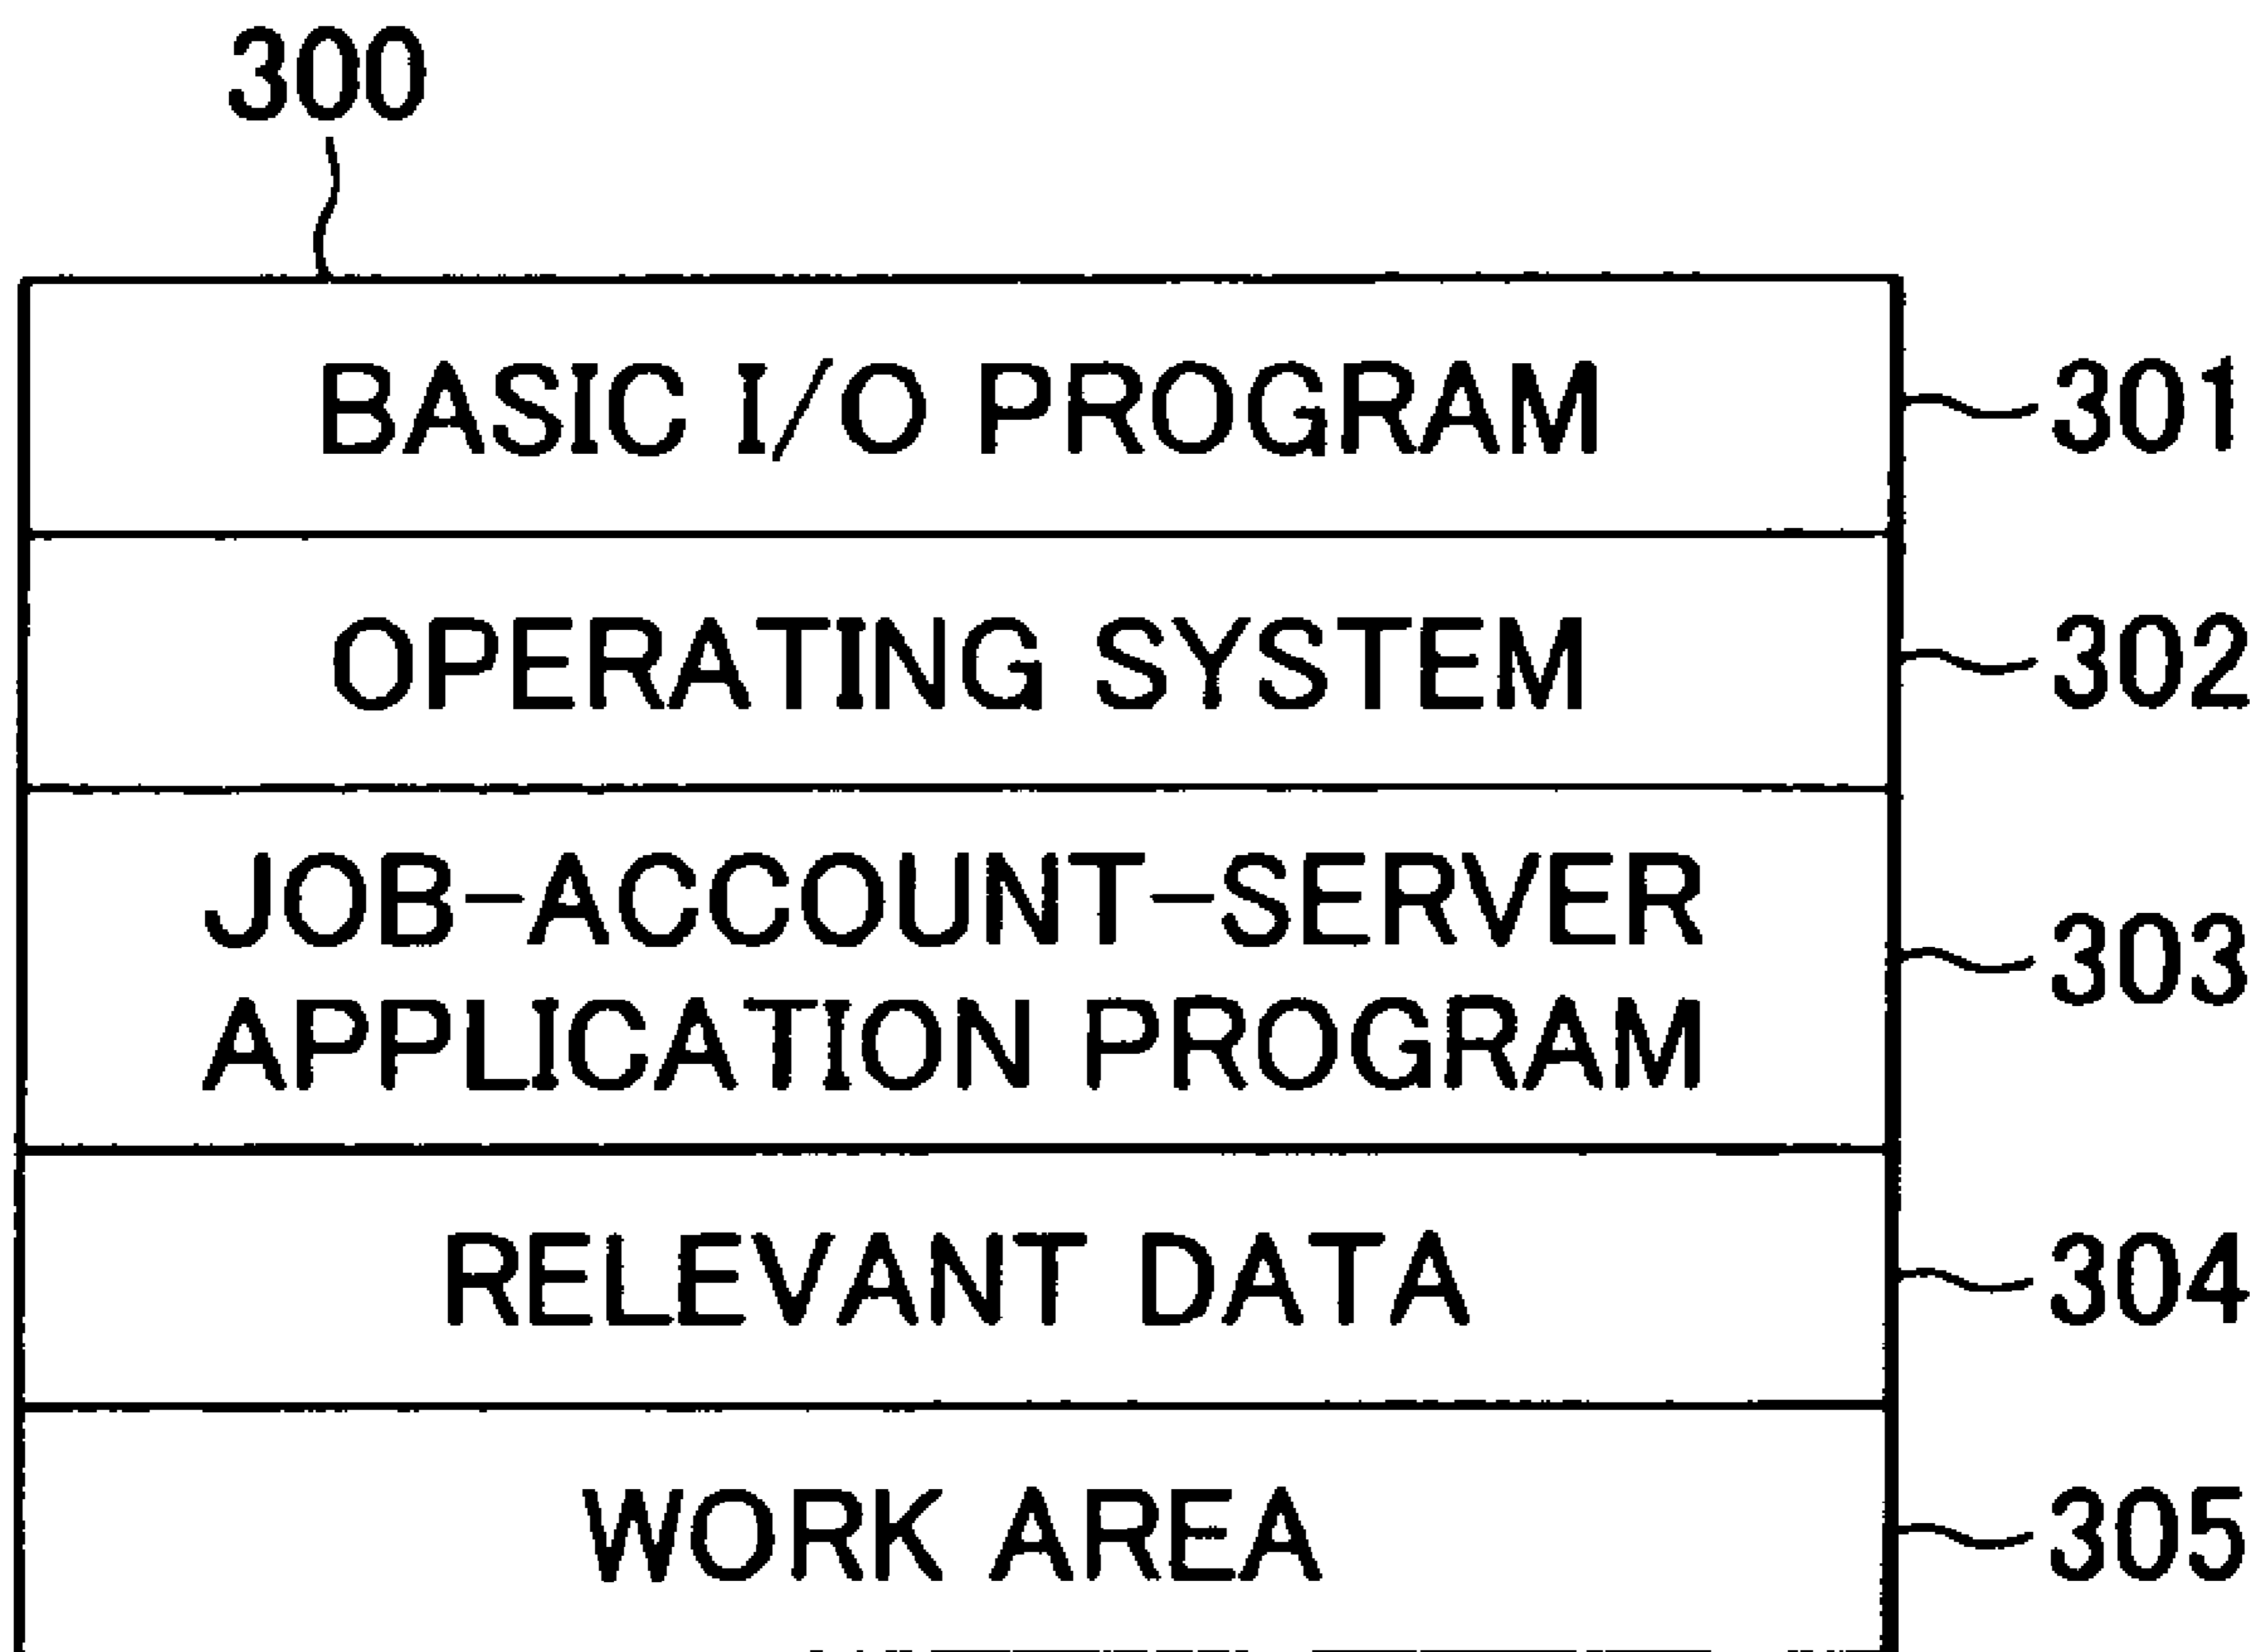 300
BASIC I/O PROGRAM 301
OPERATING SYSTEM 302
JOB-ACCOUNT-SERVER
APPLICATION PROGRAM
303
RELEVANT DATA 304
WORK AREA 305